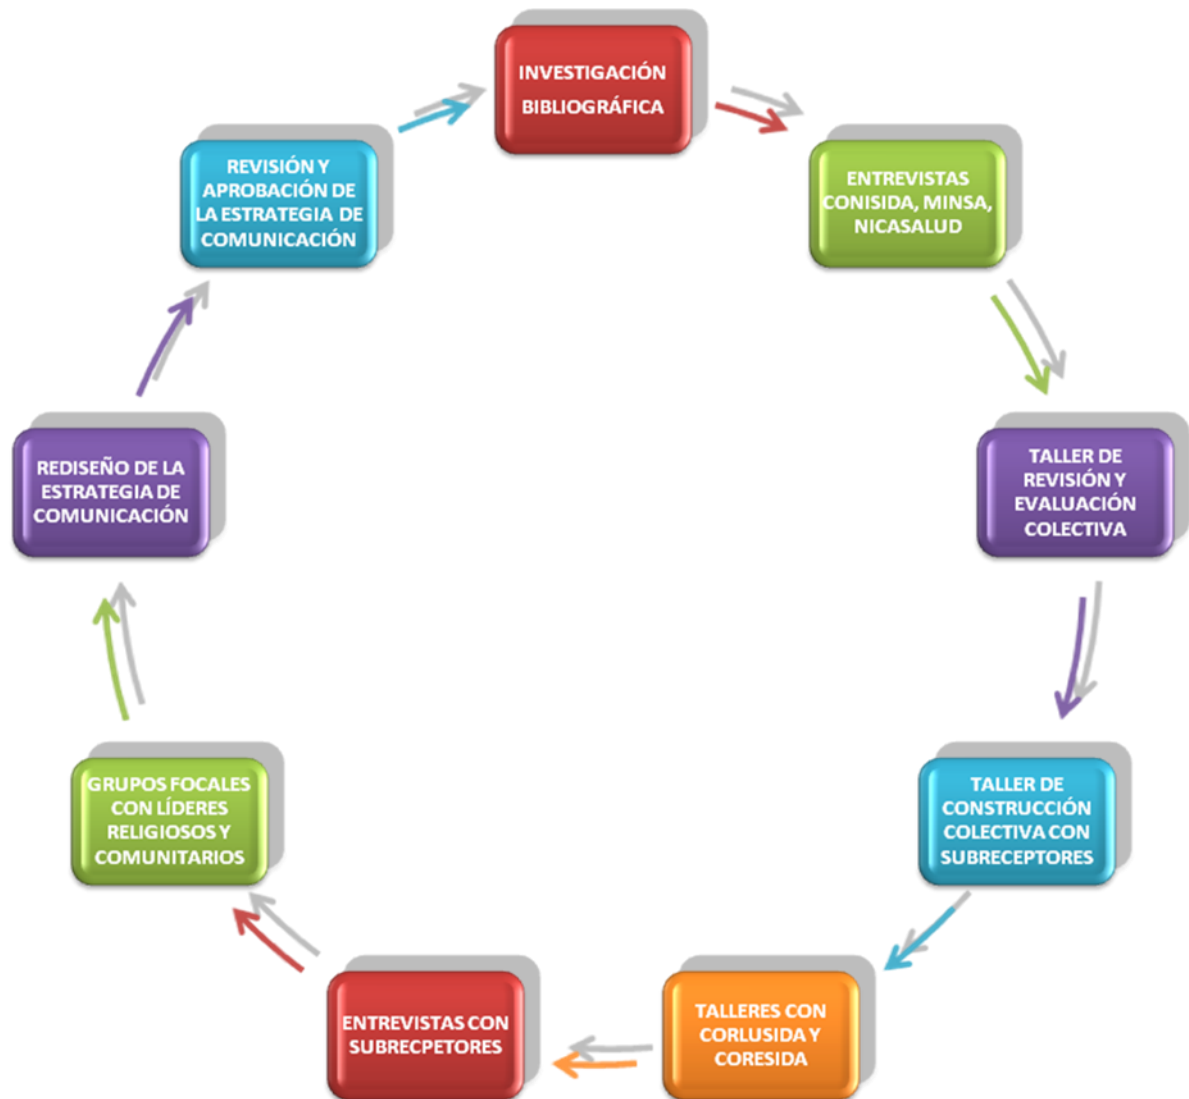 INVESTIGACIÓN
BIBLIOGRÁFICA
ENTREVISTAS
CONISIDA, MINSA,
NICASALUD
TALLER DE
REVISIÓN Y
EVALUACIÓN
COLECTIVA
TALLER DE
CONSTRUCCIÓN
COLECTIVA CON
SUBRECEPTORES
TALLERES CON
CORLUSIDA Y
CORESIDA
ENTREVISTAS CON
SUBRECPETORES
GRUPOS FOCALES
CON LÍDERES
RELIGIOSOS Y
COMUNITARIOS
REDISEÑO DE LA
ESTRATEGIA DE
COMUNICACIÓN
REVISIÓN Y
APROBACIÓN DE
LA ESTRATEGIA DE
COMUNICACIÓN